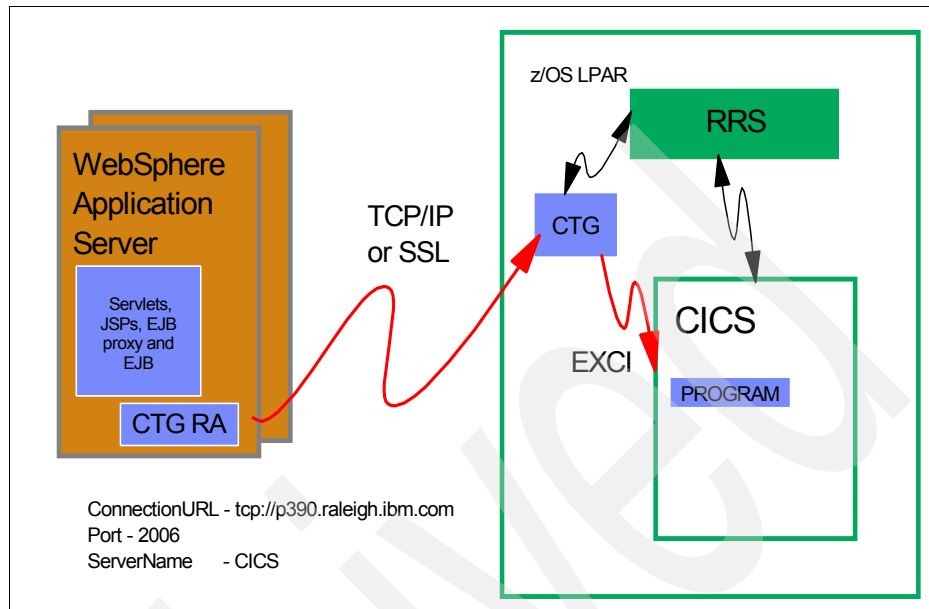 z/OS LPAR
RRS
WebSphere
Application
Server
TCP/IP
or SSL
CTG
Servlets,
JSPs, EJB
proxy and
EJB
CICS
EXCI
PROGRAM
CTG RA
ConnectionURL - tcp://p390.raleigh.ibm.com
Port - 2006
ServerName - CICS